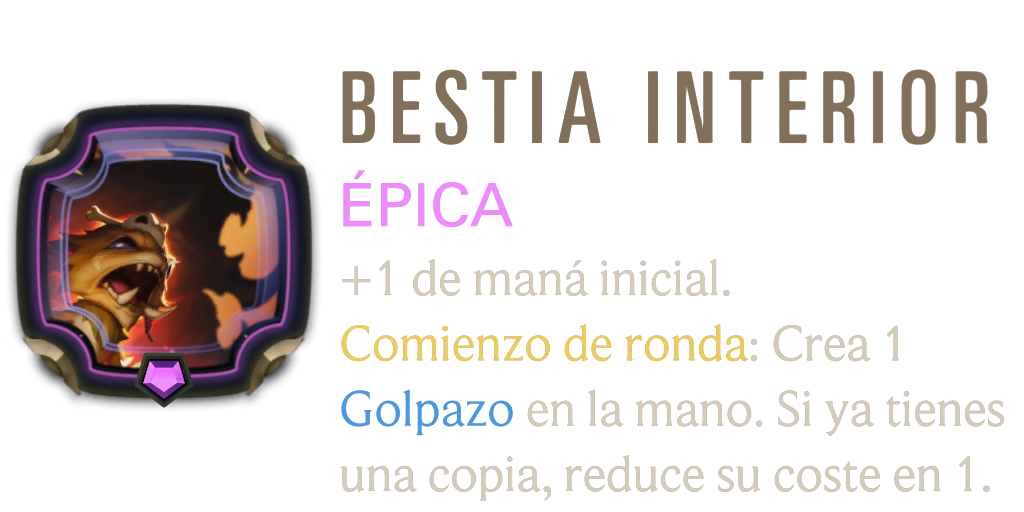 BESTIA INTERIOR
ÉPICA
+1 de maná inicial.
Comienzo de ronda: Crea 1
Golpazo en la mano. Si ya tienes
una copia, reduce su coste en 1.